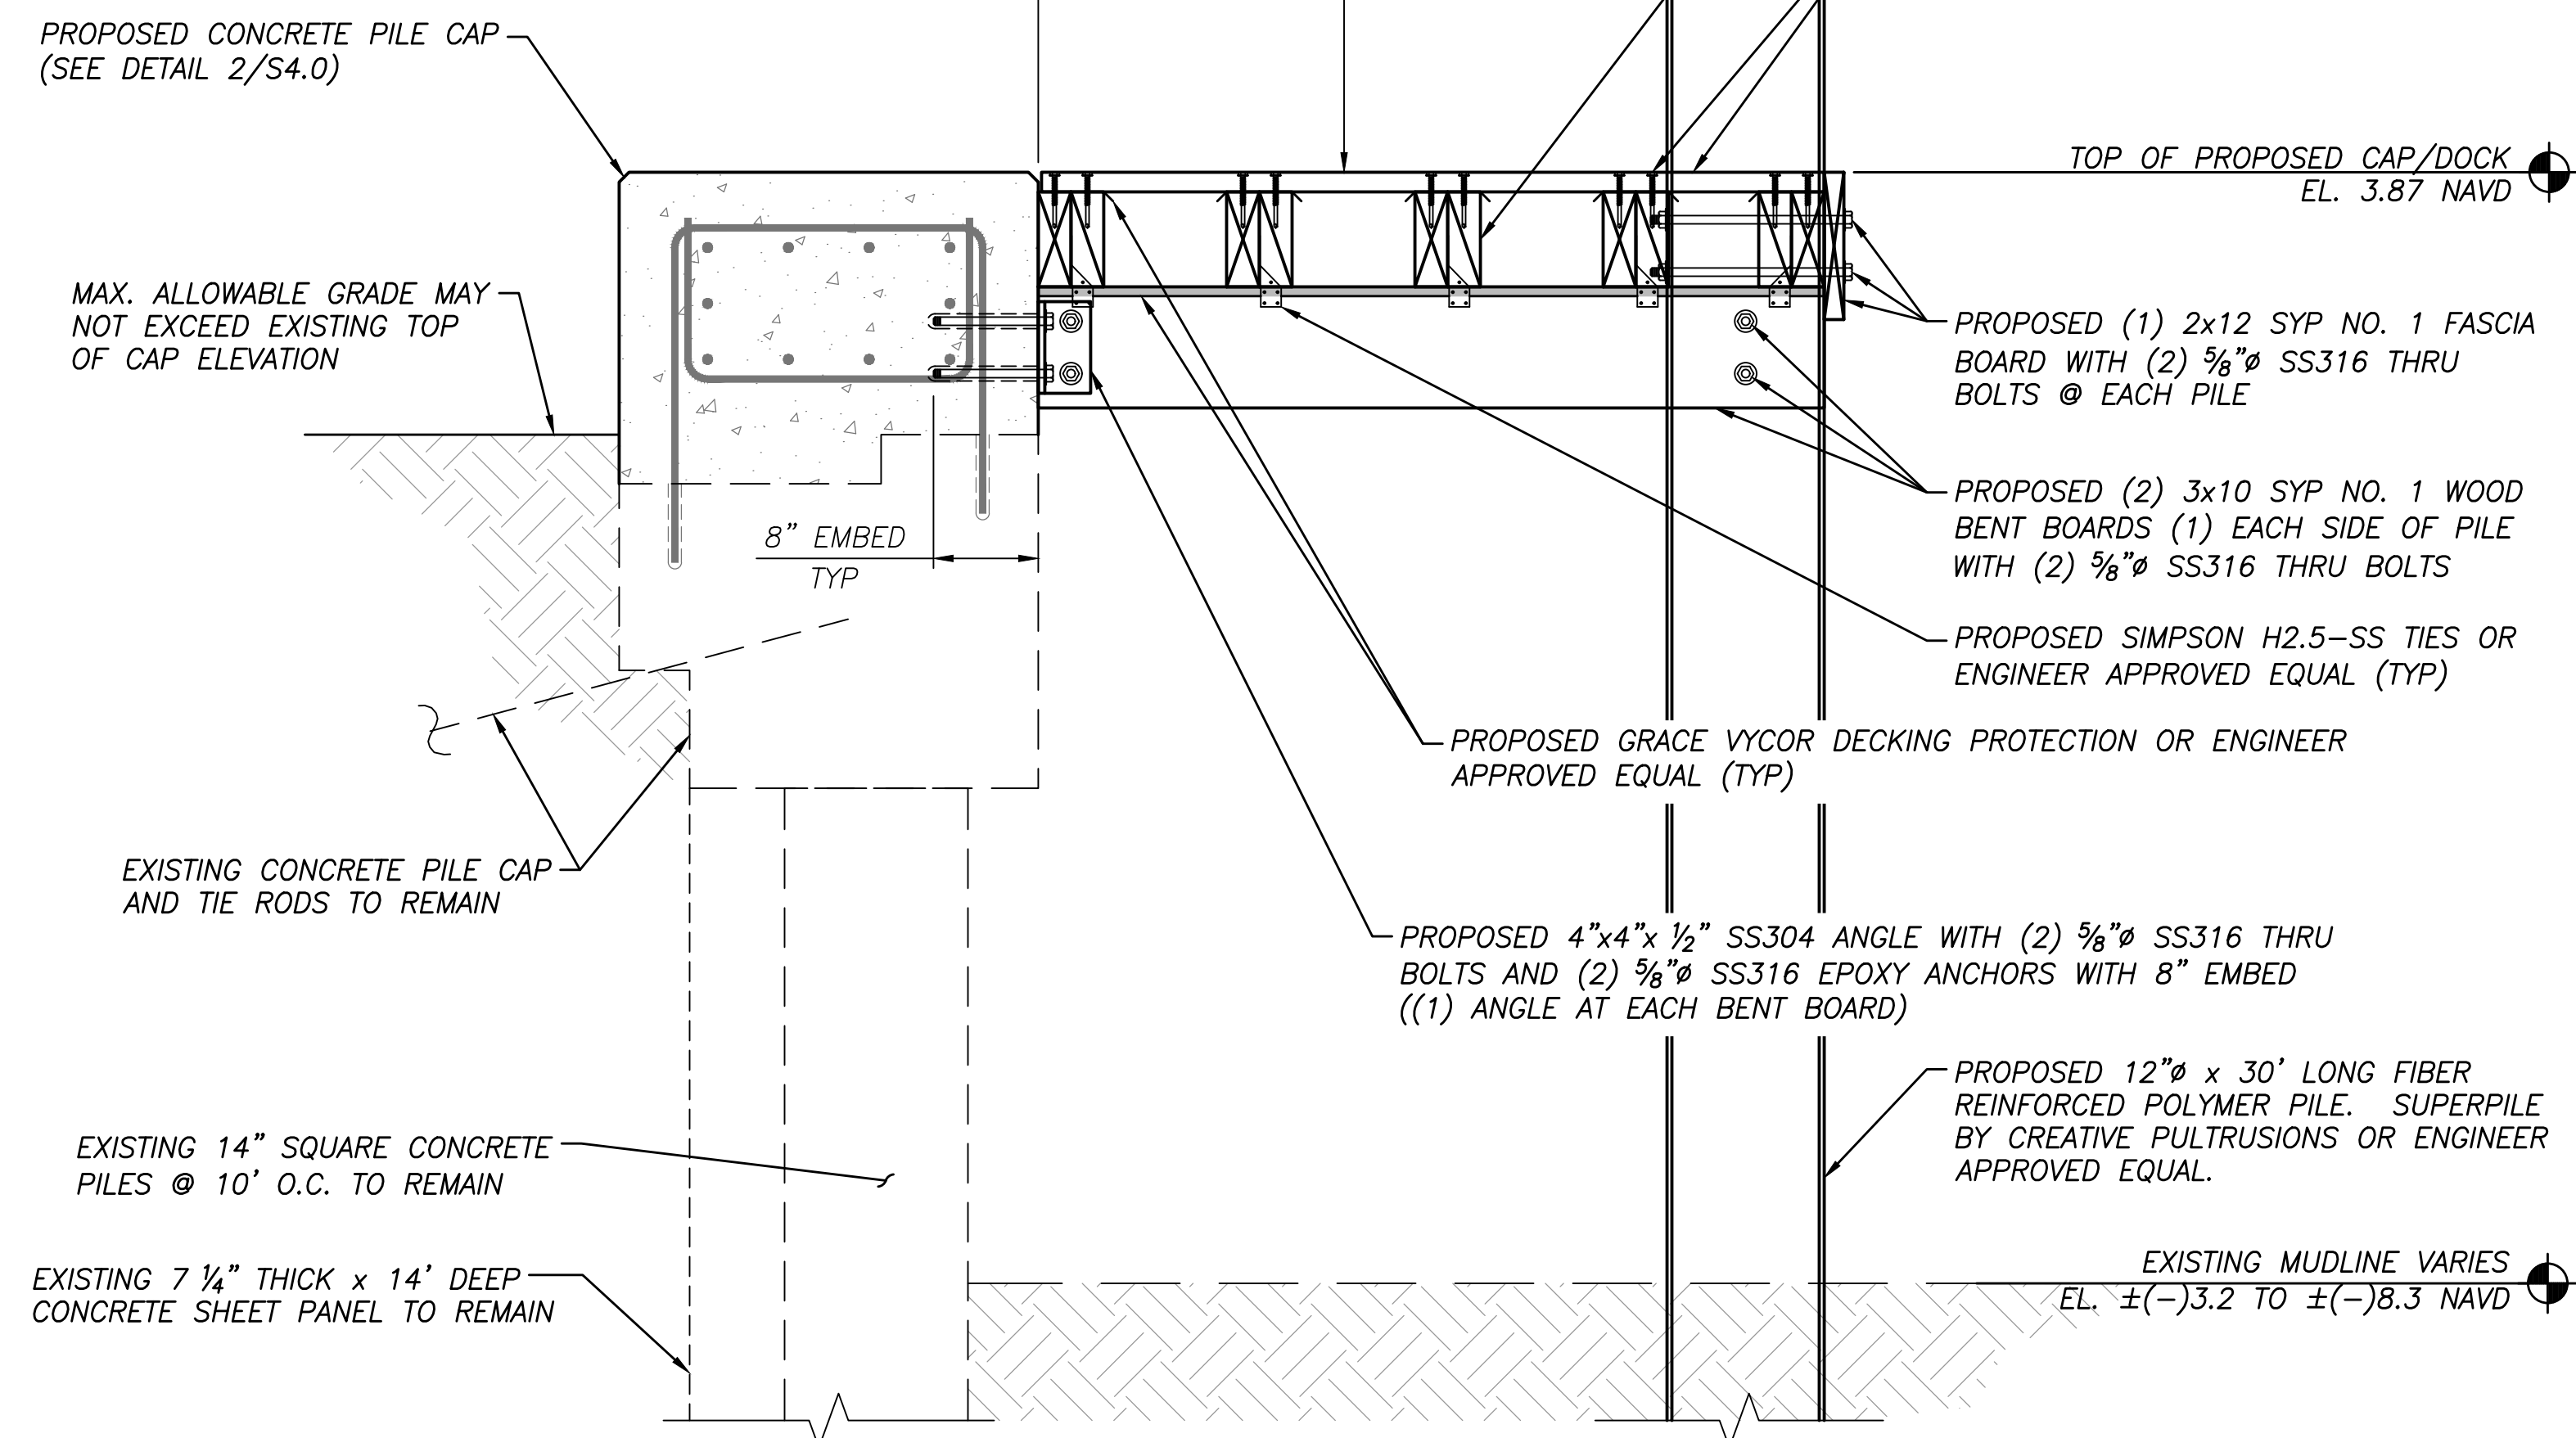 PROPOSED CONCRETE PILE CAP
(SEE DETAIL 2/S4.0)
TOP OF PROPOSED CAP/DOCK
EL. 3.87 NAVD
MAX. ALLOWABLE GRADE MAY
NOT EXCEED EXISTING TOP
OF CAP ELEVATION
PROPOSED (1) 2x12 SYP NO. 1 FASCIA
BOARD WITH (2) ⅝"ø SS316 THRU
BOLTS @ EACH PILE
PROPOSED (2) 3x10 SYP NO. 1 WOOD
BENT BOARDS (1) EACH SIDE OF PILE
WITH (2) ⅝"ø SS316 THRU BOLTS
8" EMBED
TYP
PROPOSED SIMPSON H2.5-SS TIES OR
ENGINEER APPROVED EQUAL (TYP)
PROPOSED GRACE VYCOR DECKING PROTECTION OR ENGINEER
APPROVED EQUAL (TYP)
EXISTING CONCRETE PILE CAP
AND TIE RODS TO REMAIN
PROPOSED 4"x4"x ½" SS304 ANGLE WITH (2) ⅝"ø SS316 THRU
BOLTS AND (2) ⅝"ø SS316 EPOXY ANCHORS WITH 8" EMBED
((1) ANGLE AT EACH BENT BOARD)
PROPOSED 12"ø x 30' LONG FIBER
REINFORCED POLYMER PILE. SUPERPILE
BY CREATIVE PULTRUSIONS OR ENGINEER
APPROVED EQUAL.
EXISTING 14" SQUARE CONCRETE
PILES @ 10' O.C. TO REMAIN
EXISTING 7 ¼" THICK x 14' DEEP
CONCRETE SHEET PANEL TO REMAIN
EXISTING MUDLINE VARIES
EL. ±(-)3.2 TO ±(-)8.3 NAVD